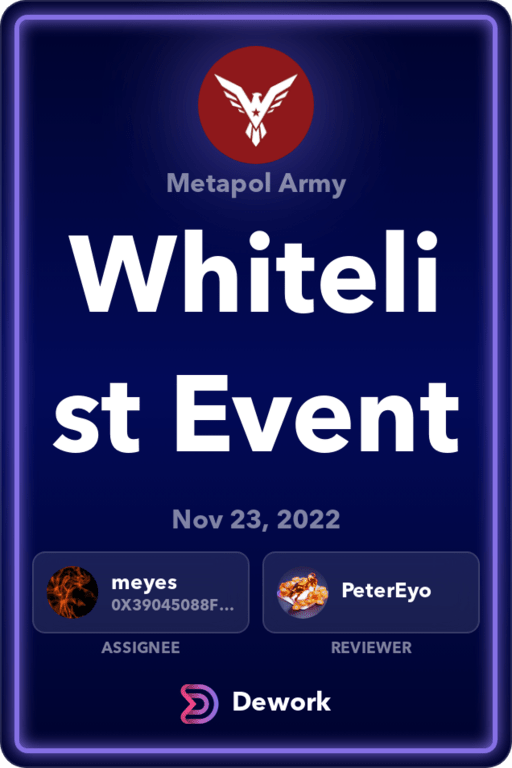 Metapol Army
Whiteli
st Event
Nov 23, 2022
meyes
0X39045088F...
PeterEyo
ASSIGNEE
REVIEWER
Dework